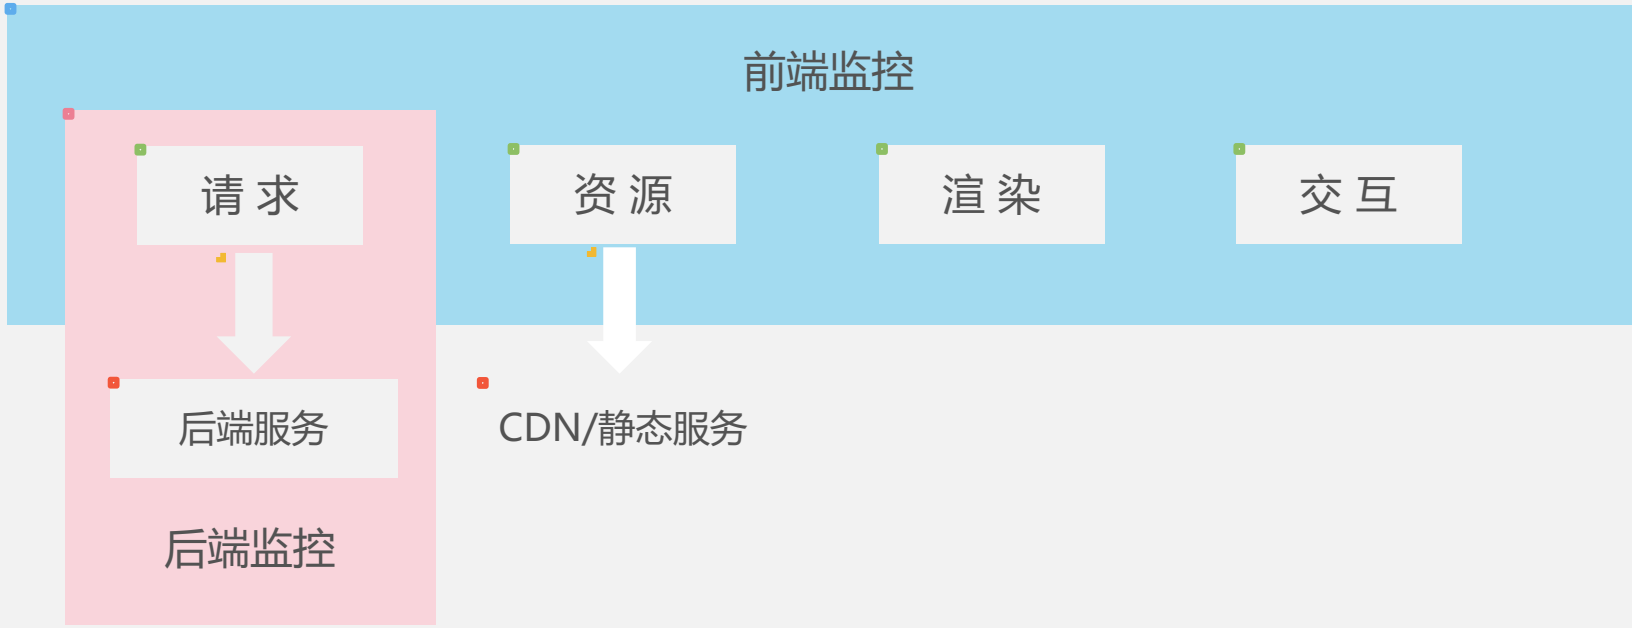 前端监控
请 求
资 源
渲 染
交 互
后端服务
CDN/静态服务
后端监控